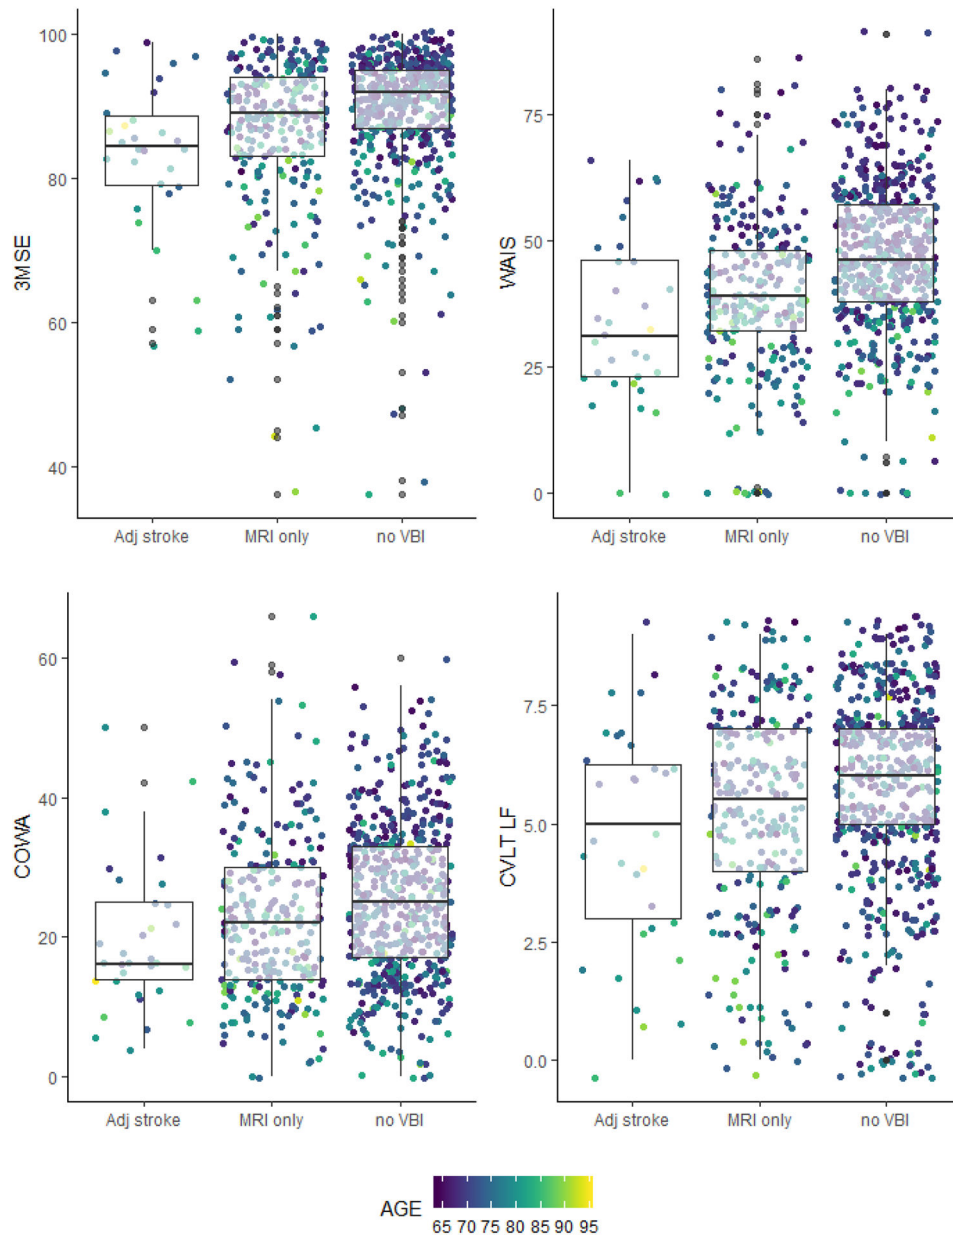 3MSE
100
80
60
40
Adj stroke MRI only no VBI
WAIS
75
50
25
0
Adj stroke MRI only no VBI
COWA
60
40
20
0
Adj stroke MRI only no VBI
CVLT LF
7.5
5.0
2.5
0.0
Adj stroke MRI only no VBI
AGE
65 70 75 80 85 90 95